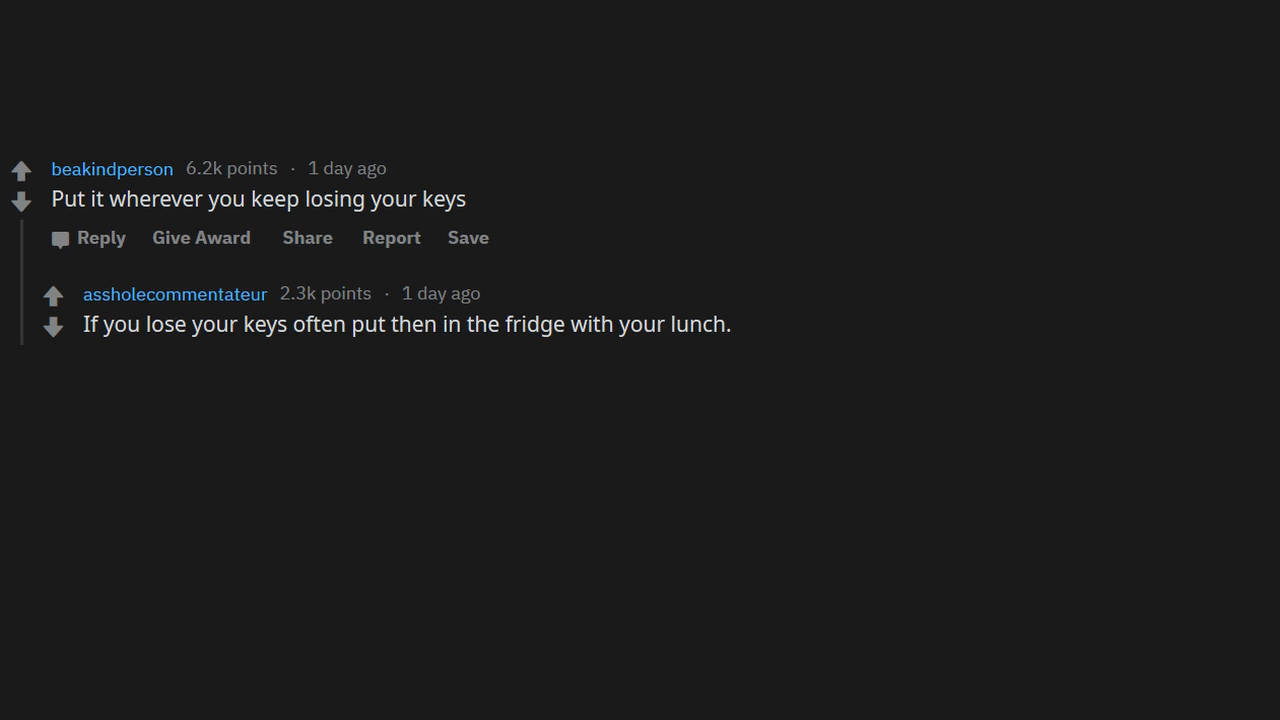 beakindperson 6.2k points · 1 day ago
Put it wherever you keep losing your keys
Reply Give Award Share Report Save
assholecommentateur 2.3k points · 1 day ago
If you lose your keys often put then in the fridge with your lunch.